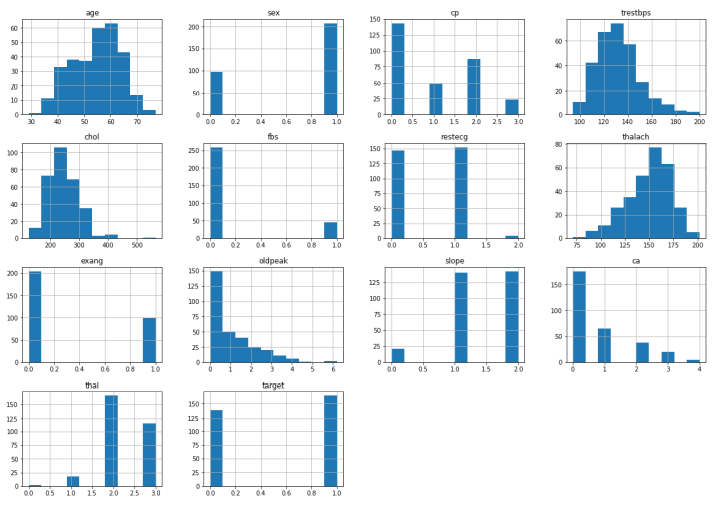 age
60
50
40
30
20
10
0
30 40 50 60 70
sex
200
150
100
50
0
0.0 0.2 0.4 0.6 0.8 1.0
cp
150
125
100
75
50
25
0
0.0 0.5 1.0 1.5 2.0 2.5 3.0
trestbps
60
40
20
0
100 120 140 160 180 200
chol
100
80
60
40
20
0
200 300 400 500
fbs
250
200
150
100
50
0
0.0 0.2 0.4 0.6 0.8 1.0
restecg
150
125
100
75
50
25
0
0.0 0.5 1.0 1.5 2.0
thalach
80
60
40
20
0
75 100 125 150 175 200
exang
200
150
100
50
0
0.0 0.2 0.4 0.6 0.8 1.0
oldpeak
150
125
100
75
50
25
0
0 1 2 3 4 5 6
slope
125
100
75
50
25
0
0.0 0.5 1.0 1.5 2.0
ca
150
100
50
0
0 1 2 3 4
thal
150
125
100
75
50
25
0
0.0 0.5 1.0 1.5 2.0 2.5 3.0
target
150
125
100
75
50
25
0
0.0 0.2 0.4 0.6 0.8 1.0